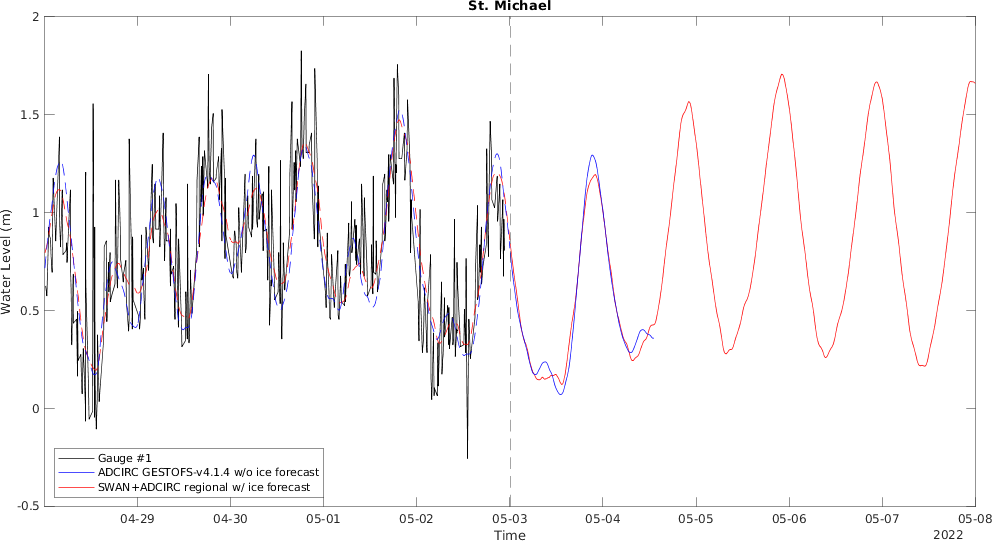 St. Michael
2
1.5
1
0.5
0
-0.5
Water Level (m)
Gauge #1
ADCIRC GESTOFS-v4.1.4 w/o ice forecast
SWAN+ADCIRC regional w/ ice forecast
04-29 04-30 05-01 05-02 05-03 05-04 05-05 05-06 05-07 05-08
Time
2022